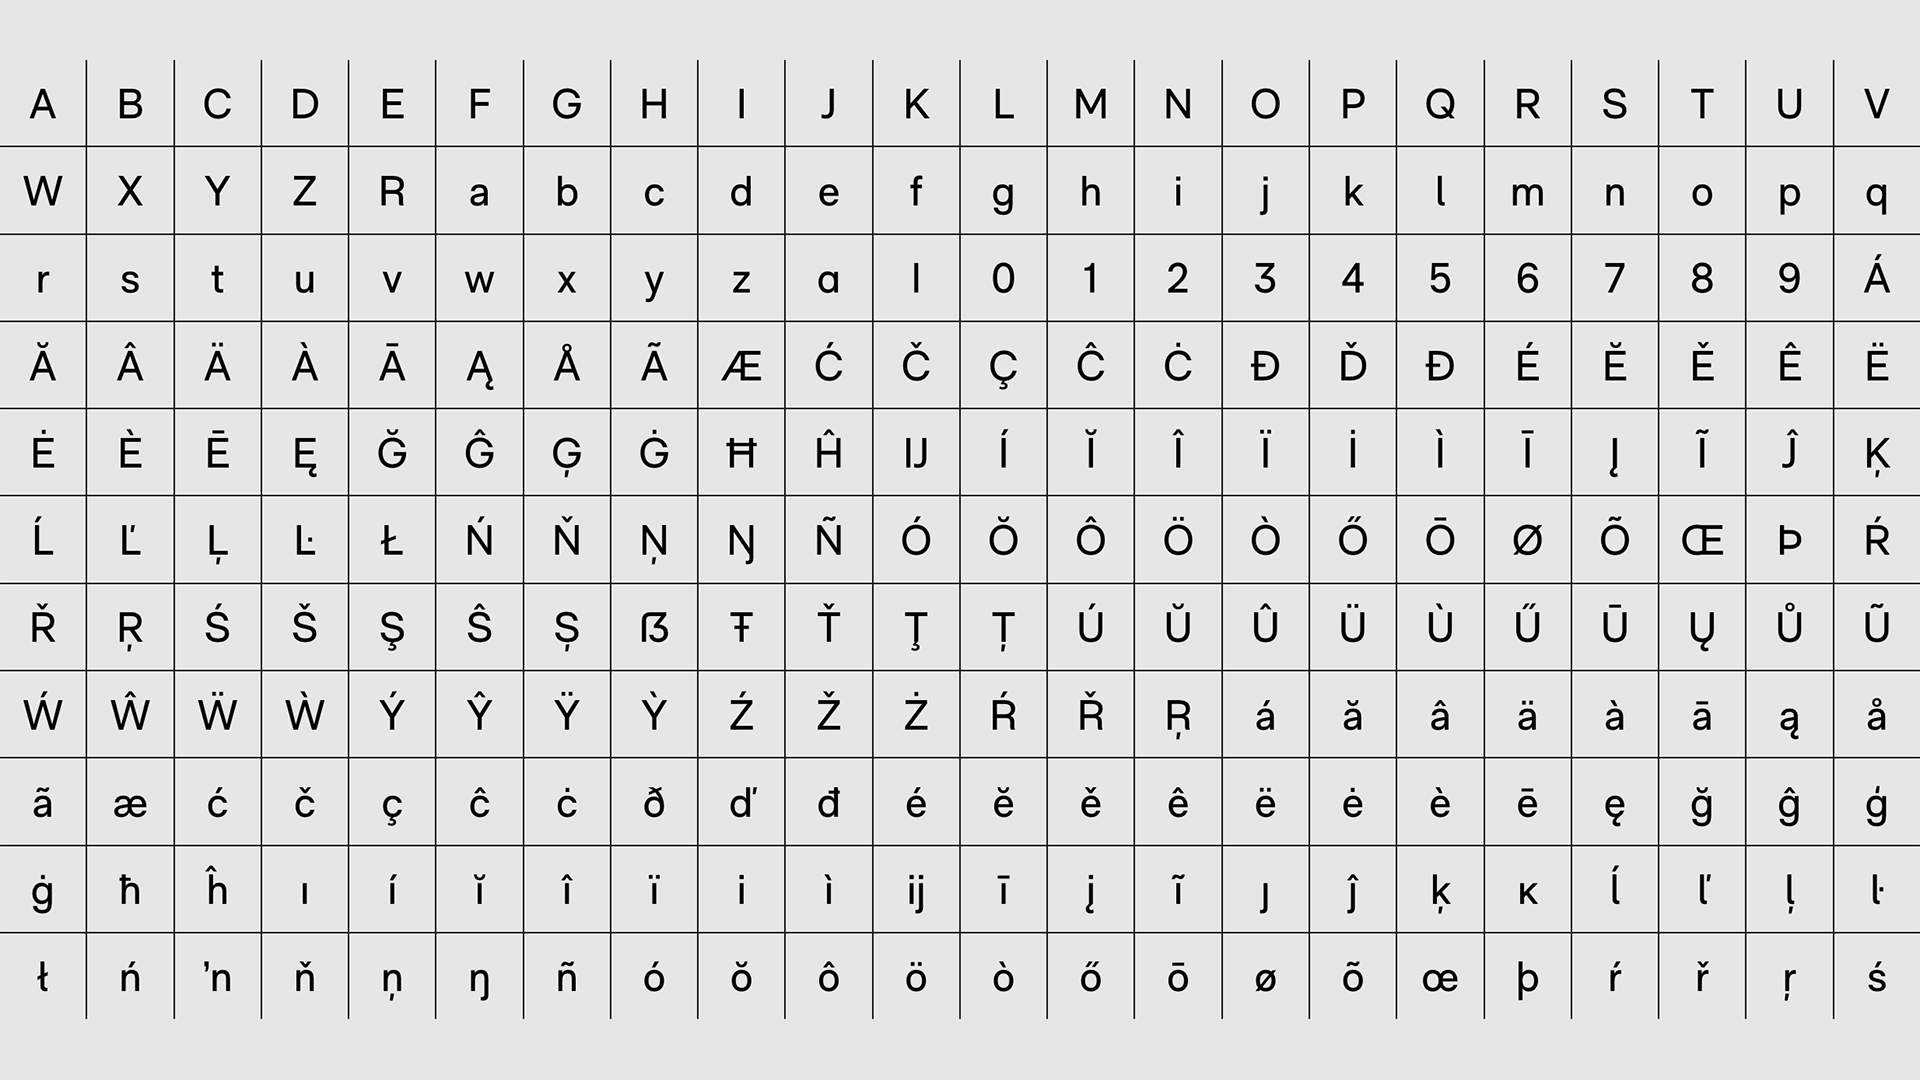 A B C D E F G H I J K L M N O P Q R S T U V
W X Y Z R a b c d e f g h i j k l m n o p q
r s t u v w x y z ɑ l 0 1 2 3 4 5 6 7 8 9 Á
Ă Â Ä À Ā Ą Å Ã Æ Ć Č Ç Ĉ Ċ Ð Ď Đ É Ĕ Ě Ê Ë
Ė È Ē Ę Ğ Ĝ Ģ Ġ Ħ Ĥ Ĳ Í Ĭ Î Ï İ Ì Ī Į Ĩ Ĵ Ķ
Ĺ Ľ Ļ Ŀ Ł Ń Ň Ņ Ŋ Ñ Ó Ŏ Ô Ö Ò Ő Ō Ø Õ Œ Þ Ŕ
Ř Ŗ Ś Š Ş Ŝ Ș ẞ Ŧ Ť Ţ Ț Ú Ŭ Û Ü Ù Ű Ū Ų Ů Ũ
Ẃ Ŵ Ẅ Ẁ Ý Ŷ Ÿ Ỳ Ź Ž Ż Ŕ Ř Ŗ á ă â ä à ā ą å
ã æ ć č ç ĉ ċ ð ď đ é ĕ ě ê ë ė è ē ę ğ ĝ ģ
ġ ħ ĥ ı í ĭ î ï i ì ĳ ī į ĩ ȷ ĵ ķ ĸ ĺ ľ ļ ŀ
ł ń ŉ ň ņ ŋ ñ ó ŏ ô ö ò ő ō ø õ œ þ ŕ ř ŗ ś